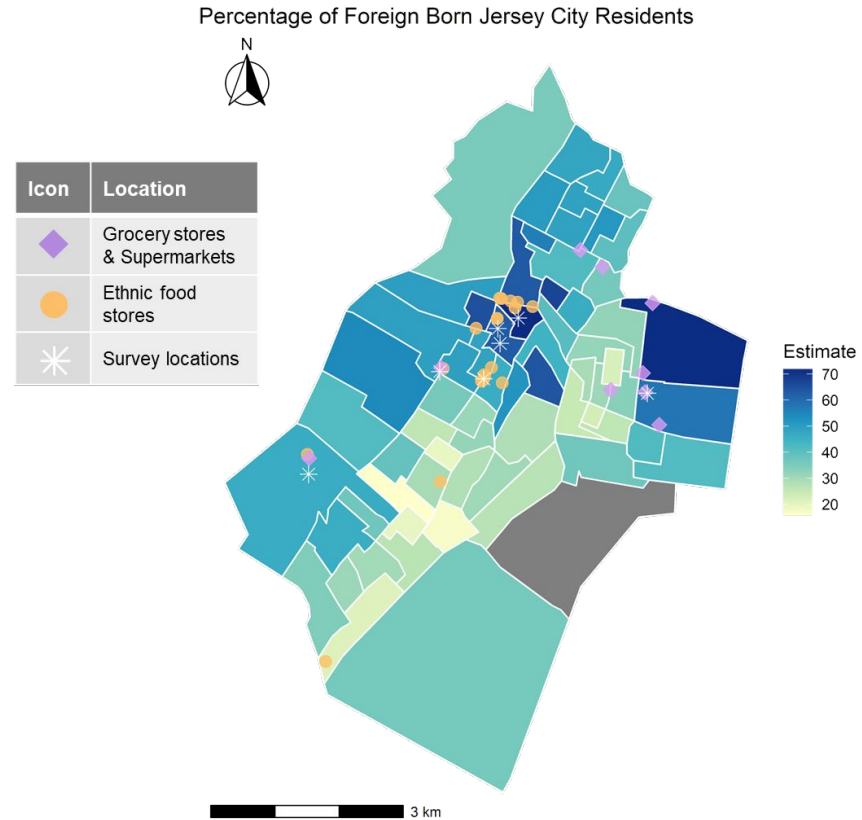 Percentage of Foreign Born Jersey City Residents
N
Icon Location
Grocery stores
& Supermarkets
Ethnic food
stores
Survey locations
Estimate
70
60
50
40
30
20
3 km